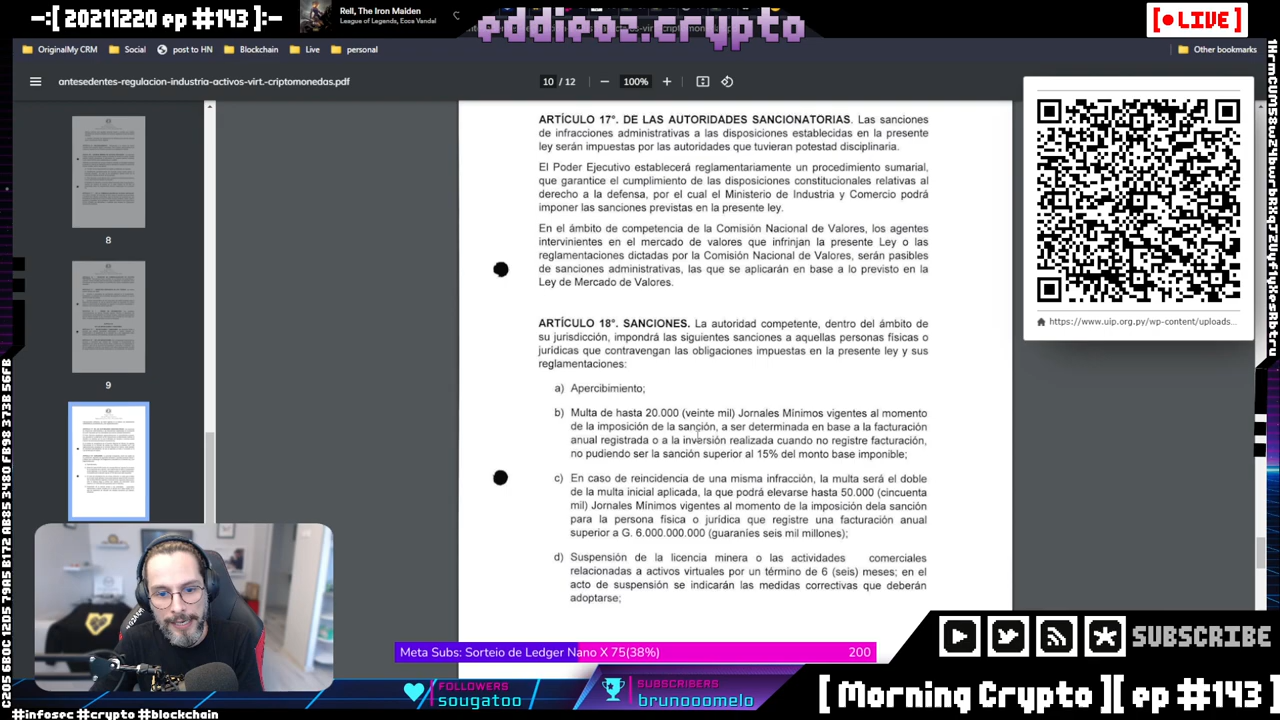 –:[ 20211220 ep #143 ]:–
Rell, The Iron Maiden
League of Legends, Ecca Vandal
eddieoz.crypto
[ ● LIVE ]
OriginalMy CRM
Social
post to HN
Blockchain
Live
personal
Other bookmarks
antesedentes-regulacion-industria-activos-virt.-criptomonedas.pdf
10 / 12
100%
8
9
ARTÍCULO 17°. DE LAS AUTORIDADES SANCIONATORIAS. Las sanciones
de infracciones administrativas a las disposiciones establecidas en la presente
ley serán impuestas por las autoridades que tuvieran potestad disciplinaria.
El Poder Ejecutivo establecerá reglamentariamente un procedimiento sumarial,
que garantice el cumplimiento de las disposiciones constitucionales relativas al
derecho a la defensa, por el cual el Ministerio de Industria y Comercio podrá
imponer las sanciones previstas en la presente ley.
En el ámbito de competencia de la Comisión Nacional de Valores, los agentes
intervinientes en el mercado de valores que infrinjan la presente Ley o las
reglamentaciones dictadas por la Comisión Nacional de Valores, serán pasibles
de sanciones administrativas, las que se aplicarán en base a lo previsto en la
Ley de Mercado de Valores.
ARTÍCULO 18°. SANCIONES. La autoridad competente, dentro del ámbito de
su jurisdicción, impondrá las siguientes sanciones a aquellas personas físicas o
jurídicas que contravengan las obligaciones impuestas en la presente ley y sus
reglamentaciones:
a) Apercibimiento;
b) Multa de hasta 20.000 (veinte mil) Jornales Mínimos vigentes al momento
de la imposición de la sanción, a ser determinada en base a la facturación
anual registrada o a la inversión realizada cuando no registre facturación,
no pudiendo ser la sanción superior al 15% del monto base imponible;
c) En caso de reincidencia de una misma infracción, la multa será el doble
de la multa inicial aplicada, la que podrá elevarse hasta 50.000 (cincuenta
mil) Jornales Mínimos vigentes al momento de la imposición dela sanción
para la persona física o jurídica que registre una facturación anual
superior a G. 6.000.000.000 (guaraníes seis mil millones);
d) Suspensión de la licencia minera o las actividades comerciales
relacionadas a activos virtuales por un término de 6 (seis) meses; en el
acto de suspensión se indicarán las medidas correctivas que deberán
adoptarse;
https://www.uip.org.py/wp-content/uploads...
Meta Subs: Sorteio de Ledger Nano X 75(38%)
200
SUBSCRIBE
FOLLOWERS
sougatoo
SUBSCRIBERS
brunooomelo
[ Morning Crypto ][ ep #143 ]
#crypto #blockchain